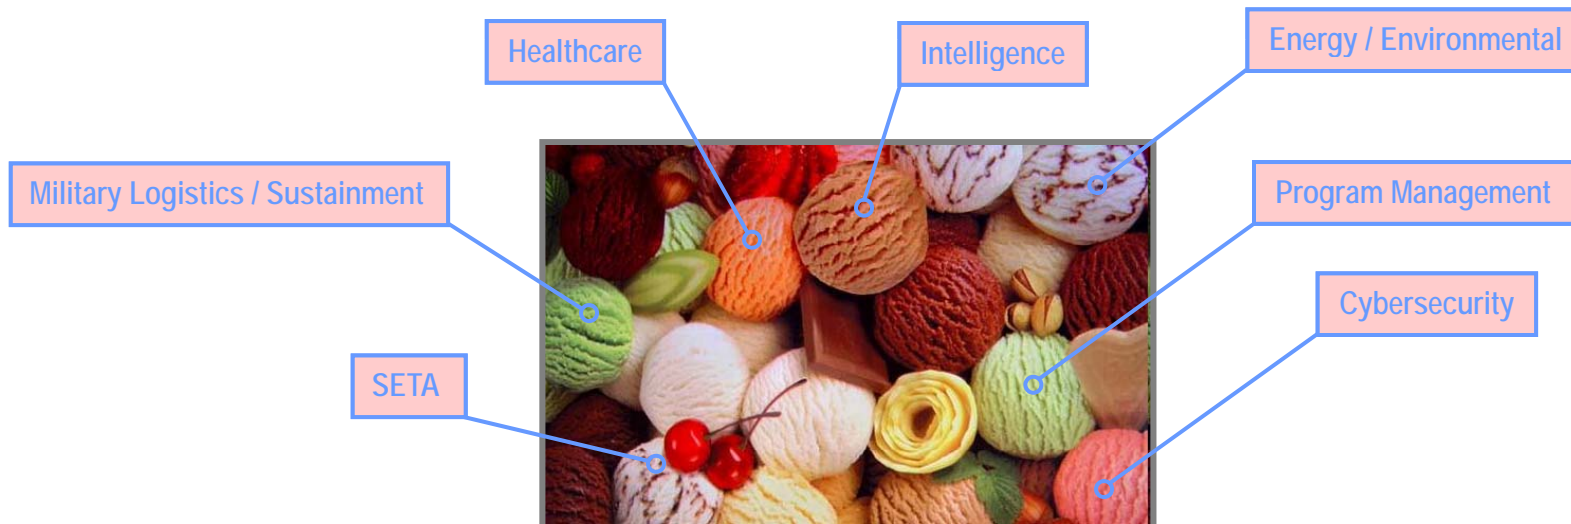 Healthcare
Intelligence
Energy / Environmental
Military Logistics / Sustainment
Program Management
Cybersecurity
SETA